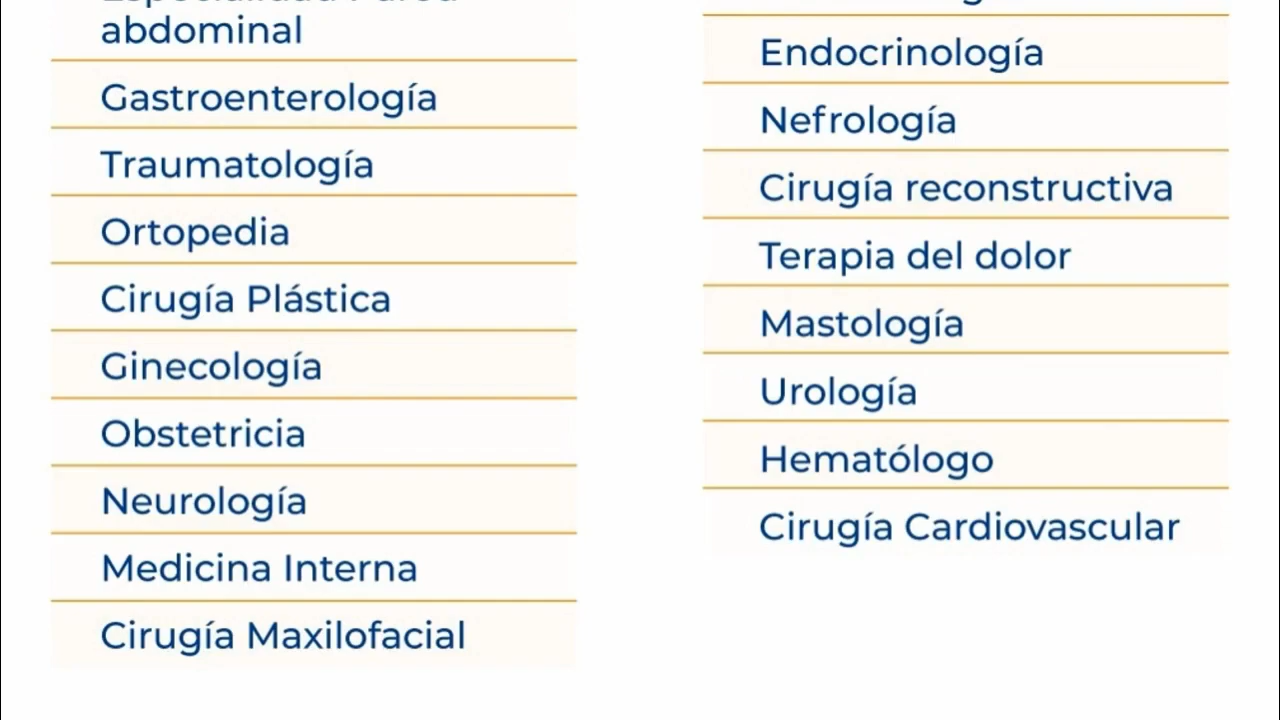 abdominal
Gastroenterología
Traumatología
Ortopedia
Cirugía Plástica
Ginecología
Obstetricia
Neurología
Medicina Interna
Cirugía Maxilofacial
Endocrinología
Nefrología
Cirugía reconstructiva
Terapia del dolor
Mastología
Urología
Hematólogo
Cirugía Cardiovascular